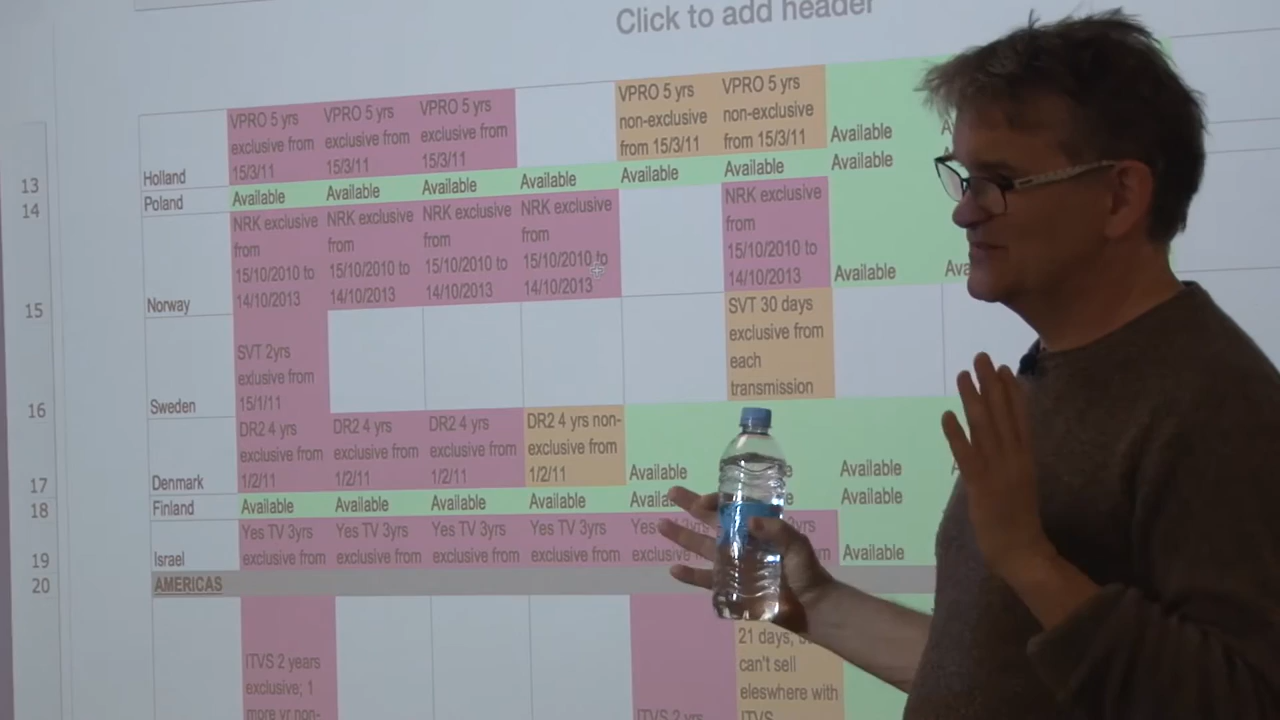 Click to add header
13
Holland
VPRO 5 yrs
exclusive from
15/3/11
VPRO 5 yrs
exclusive from
15/3/11
VPRO 5 yrs
exclusive from
15/3/11
VPRO 5 yrs
non-exclusive
from 15/3/11
VPRO 5 yrs
non-exclusive
from 15/3/11
Available
14
Poland
Available
Available
Available
Available
Available
Available
Available
15
Norway
NRK exclusive
from
15/10/2010 to
14/10/2013
NRK exclusive
from
15/10/2010 to
14/10/2013
NRK exclusive
from
15/10/2010 to
14/10/2013
NRK exclusive
from
15/10/2010 to
14/10/2013
NRK exclusive
from
15/10/2010 to
14/10/2013
Available
16
Sweden
SVT 2yrs
exlusive from
15/1/11
SVT 30 days
exclusive from
each
transmission
17
Denmark
DR2 4 yrs
exclusive from
1/2/11
DR2 4 yrs
exclusive from
1/2/11
DR2 4 yrs
exclusive from
1/2/11
DR2 4 yrs non-
exclusive from
1/2/11
Available
Available
18
Finland
Available
Available
Available
Available
Available
19
Israel
Yes TV 3yrs
exclusive from
Yes TV 3yrs
exclusive from
Yes TV 3yrs
exclusive from
Yes TV 3yrs
exclusive from
Available
20
AMERICAS
ITVS 2 years
exclusive; 1
more yr non-
ITVS 2 yrs
21 days,
can't sell
eleswhere with
ITVS